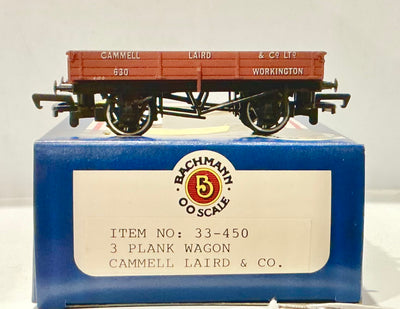 CAMMELL LAIRD & Co LTD
630 WORKINGTON
BACHMANN
OO SCALE
ITEM NO: 33-450
3 PLANK WAGON
CAMMELL LAIRD & CO.